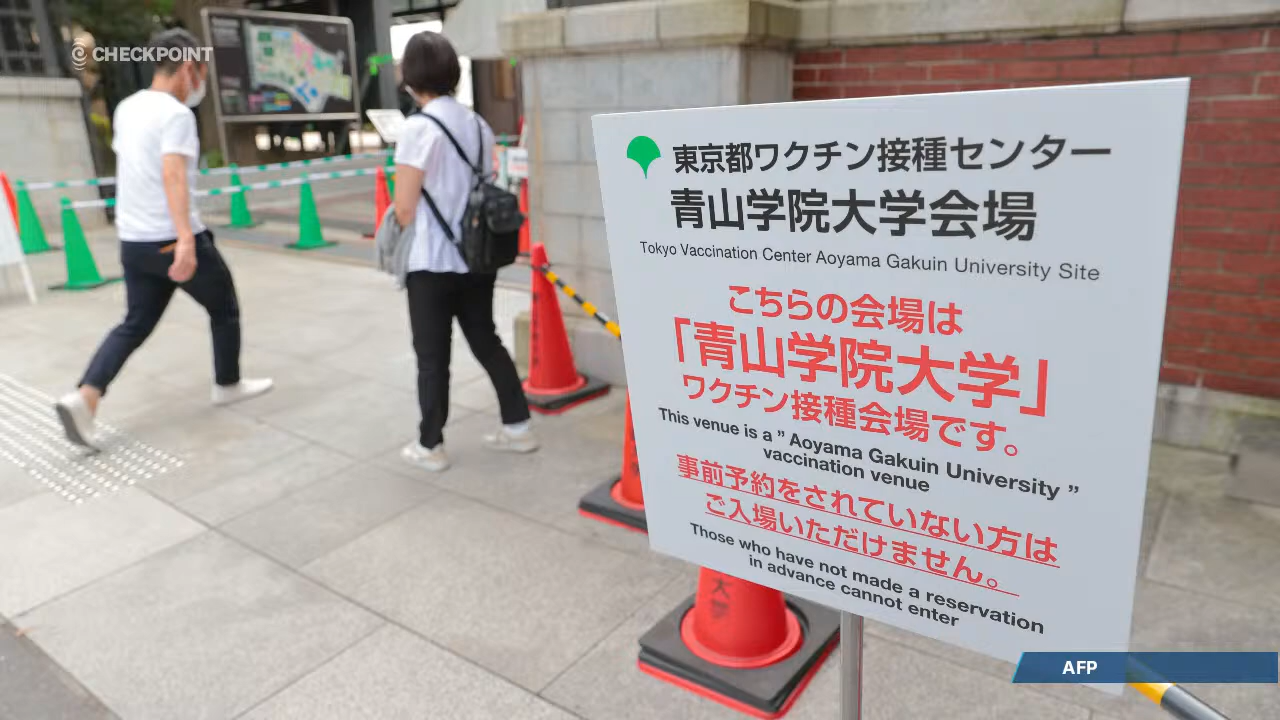 CHECKPOINT
東京都ワクチン接種センター
青山学院大学会場
Tokyo Vaccination Center Aoyama Gakuin University Site
こちらの会場は
「青山学院大学」
ワクチン接種会場です。
This venue is a ” Aoyama Gakuin University ”
vaccination venue
事前予約をされていない方は
ご入場いただけません。
Those who have not made a reservation
in advance cannot enter
大学
AFP